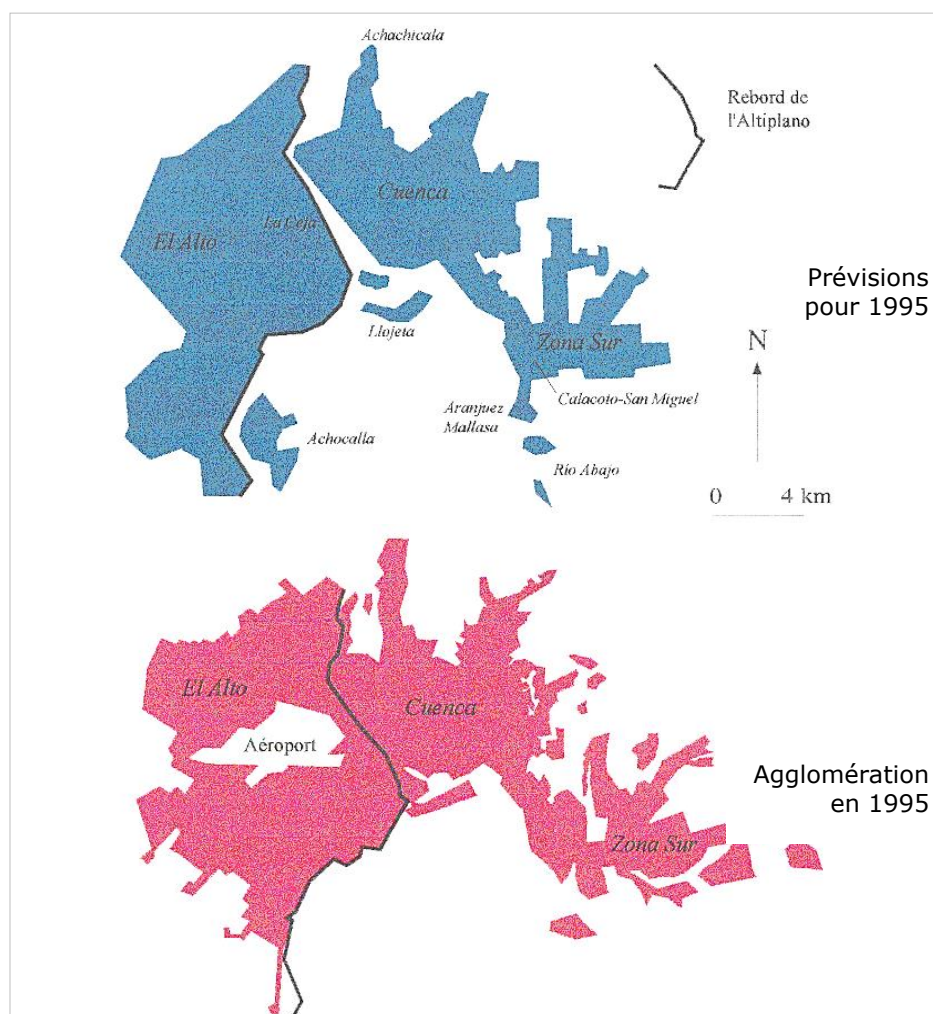 Achachicala
Rebord de
l'Altiplano
Cuenca
La Ceja
El Alto
Prévisions
pour 1995
Llojeta
Zona Sur
N
Calacoto-San Miguel
Aranjuez
Mallasa
Achocalla
Río Abajo
0 4 km
El Alto
Cuenca
Aéroport
Agglomération
en 1995
Zona Sur